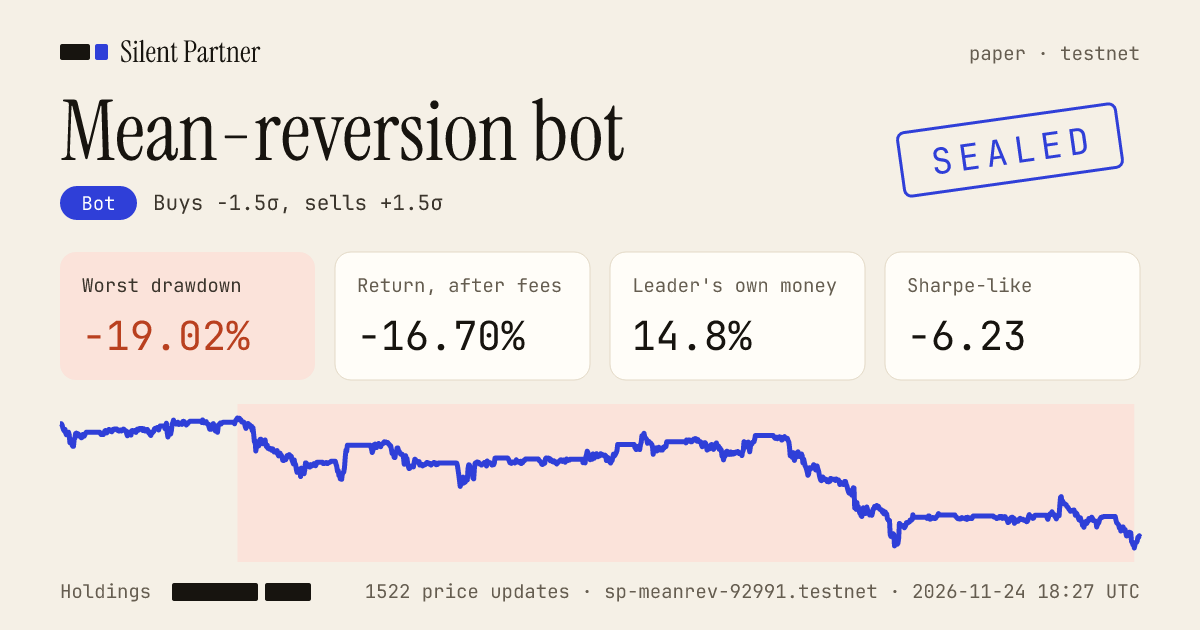 Silent Partner
paper · testnet
Mean-reversion bot
SEALED
Bot
Buys -1.5σ, sells +1.5σ
Worst drawdown
-19.02%
Return, after fees
-16.70%
Leader's own money
14.8%
Sharpe-like
-6.23
Holdings
1522 price updates · sp-meanrev-92991.testnet · 2026-11-24 18:27 UTC